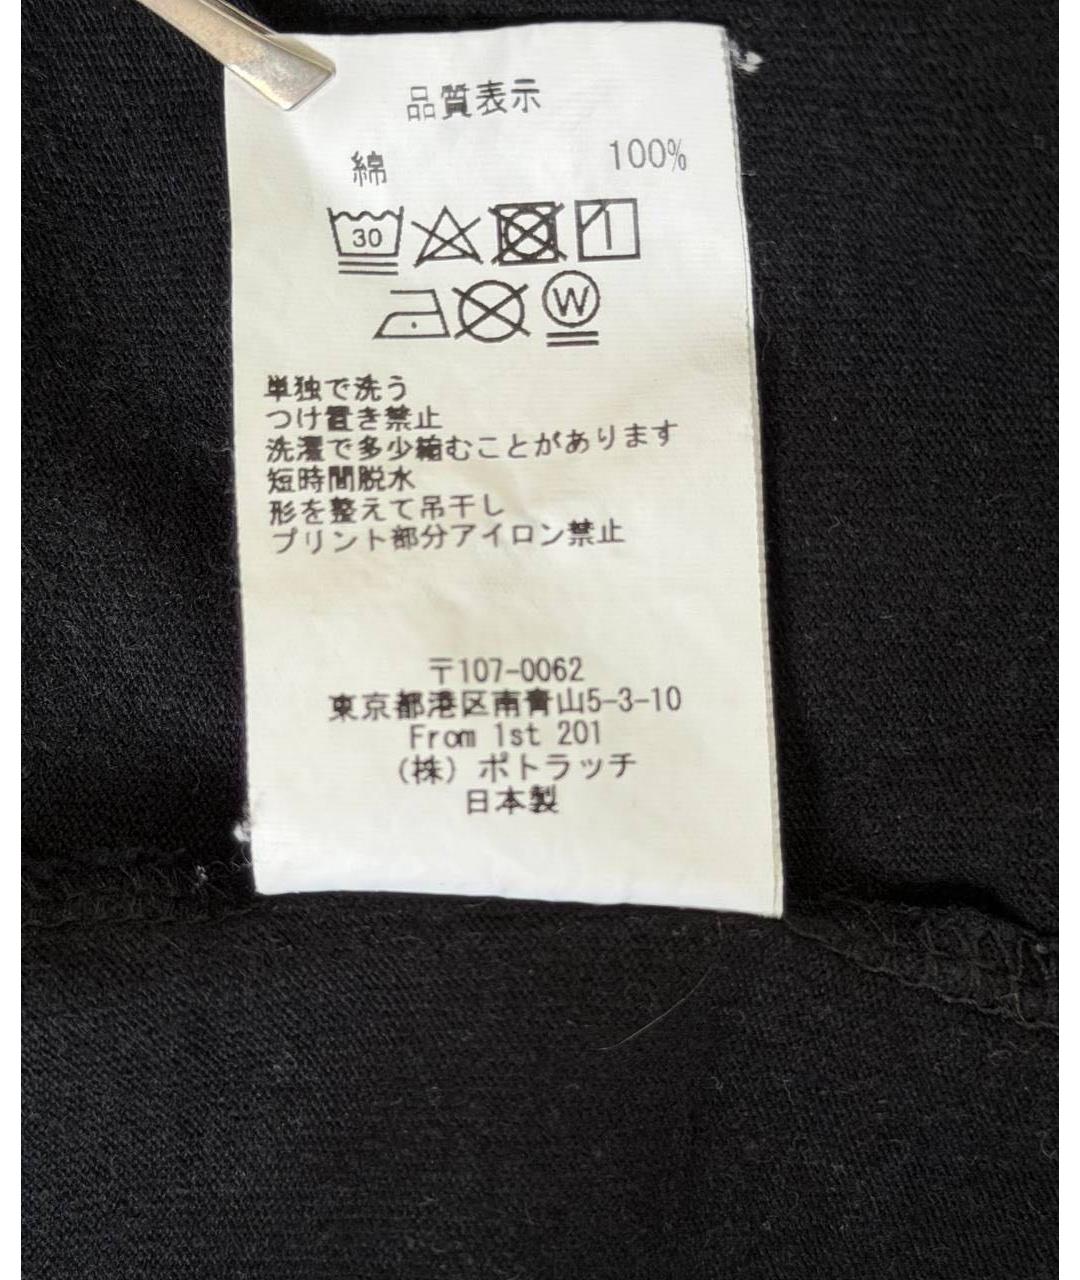 品質表示
綿 100%
30
W
単独で洗う
つけ置き禁止
洗濯で多少縮むことがあります
短時間脱水
形を整えて吊干し
プリント部分アイロン禁止
〒107-0062
東京都港区南青山5-3-10
From 1st 201
（株）ポトラッチ
日本製